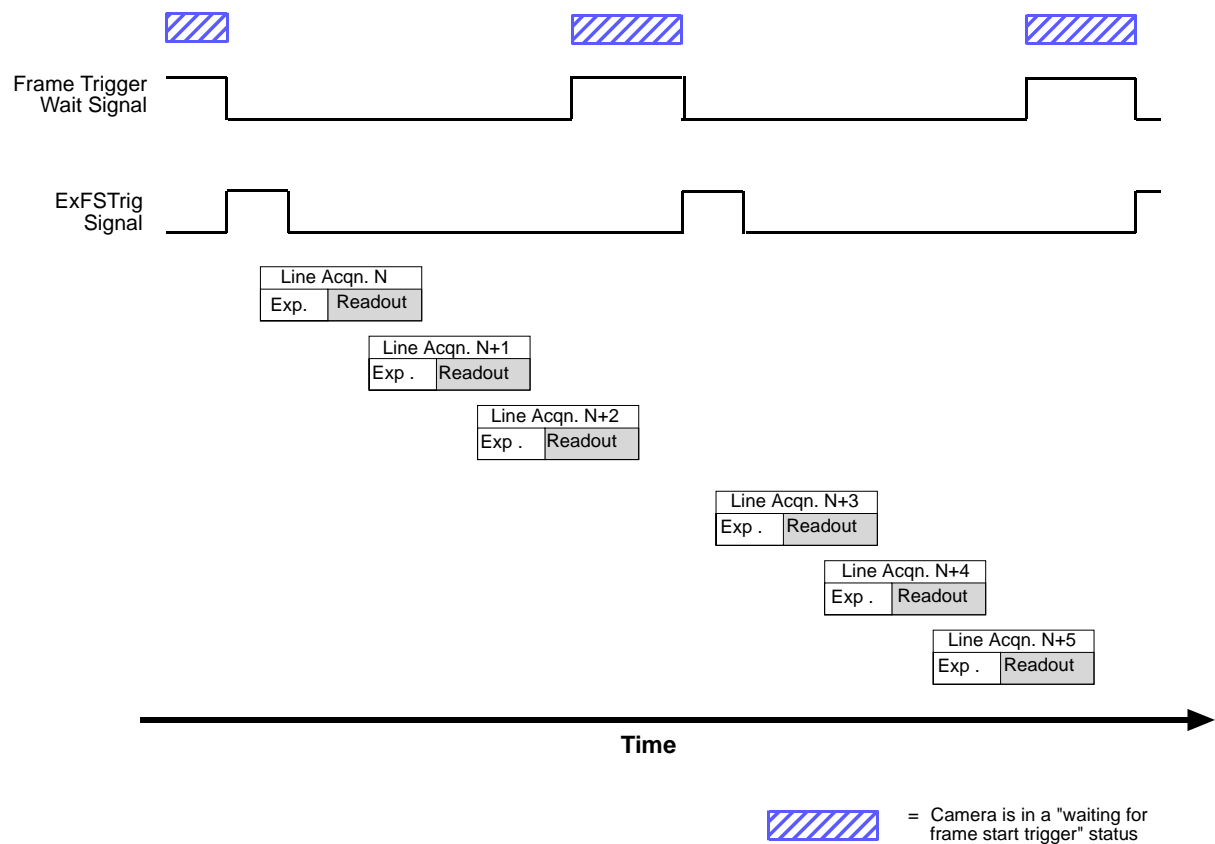 Frame Trigger
Wait Signal
ExFSTrig
Signal
Line Acqn. N
Exp.
Readout
Line Acqn. N+1
Exp .
Readout
Line Acqn. N+2
Exp .
Readout
Line Acqn. N+3
Exp .
Readout
Line Acqn. N+4
Exp .
Readout
Line Acqn. N+5
Exp .
Readout
Time
= Camera is in a "waiting for
frame start trigger" status